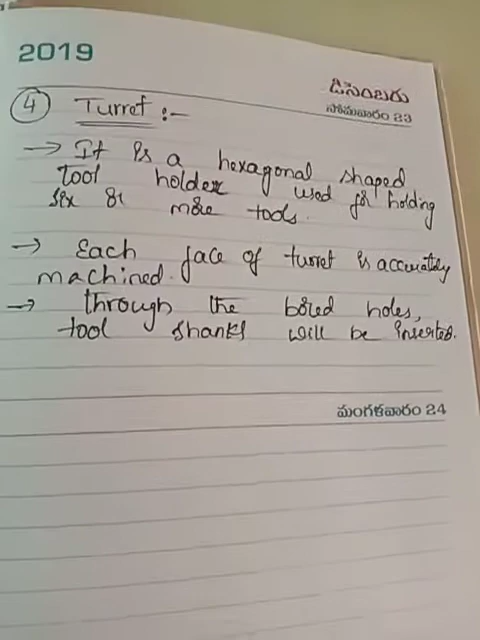 2019
డిసెంబరు
సోమవారం 23
4 Turret :-
→ It is a hexagonal shaped
tool holder used for holding
six or more tools.
→ Each face of turret is accurately
machined.
→ through the bored holes,
tool shanks will be inserted.
మంగళవారం 24